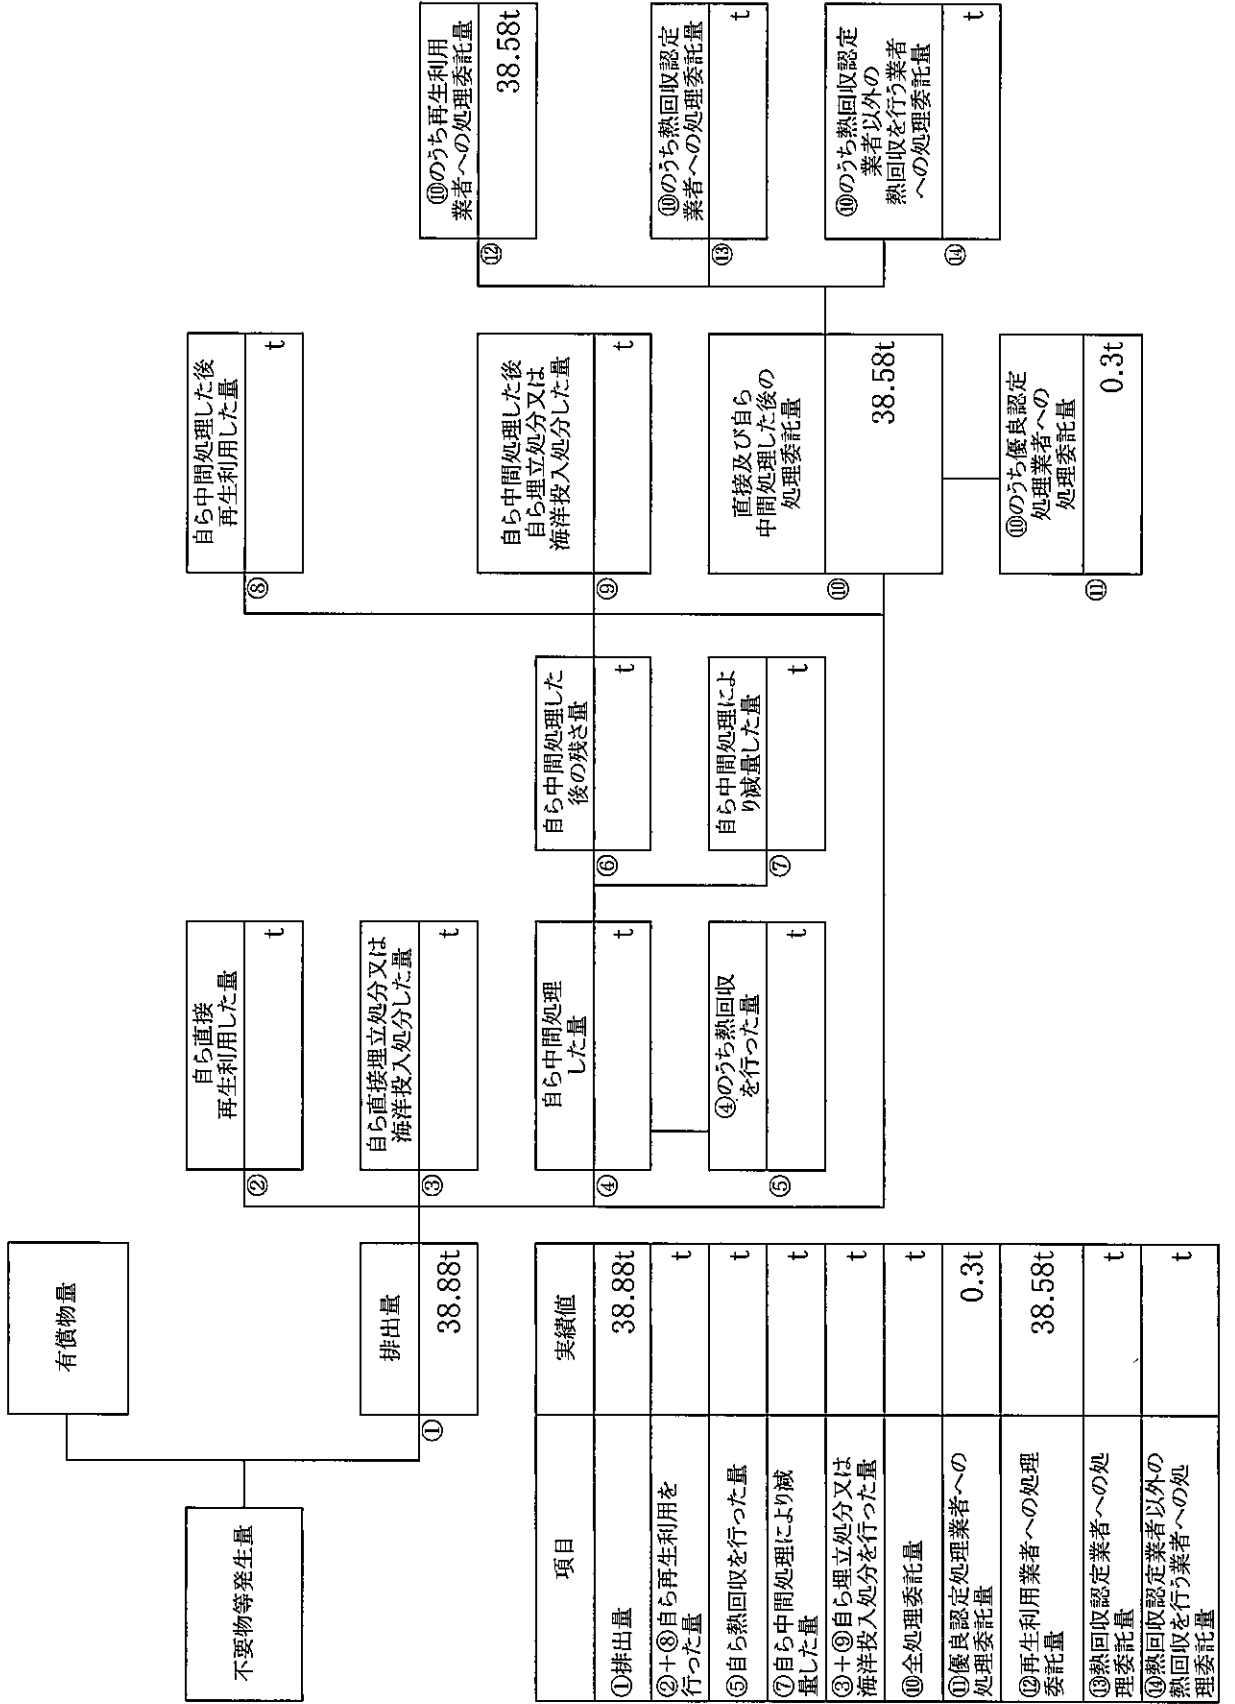 不要物等発生量
有償物量
①
排出量
38.88t
②
自ら直接
再生利用した量
t
③
自ら直接埋立処分又は
海洋投入処分した量
t
④
自ら中間処理
した量
t
⑤
④のうち熱回収
を行った量
t
⑥
自ら中間処理した
後の残さ量
t
⑦
自ら中間処理によ
り減量した量
t
⑧
自ら中間処理した後
再生利用した量
t
⑨
自ら中間処理した後
自ら埋立処分又は
海洋投入処分した量
t
⑩
直接及び自ら
中間処理した後の
処理委託量
38.58t
⑪
⑩のうち優良認定
処理業者への
処理委託量
0.3t
⑫
⑩のうち再生利用
業者への処理委託量
38.58t
⑬
⑩のうち熱回収認定
業者への処理委託量
t
⑭
⑩のうち熱回収認定
業者以外の
熱回収を行う業者
への処理委託量
t
項目
実績値
①排出量
38.88t
②+⑧自ら再生利用を
行った量
t
⑤自ら熱回収を行った量
t
⑦自ら中間処理により減
量した量
t
③+⑨自ら埋立処分又は
海洋投入処分を行った量
t
⑩全処理委託量
t
⑪優良認定処理業者への
処理委託量
0.3t
⑫再生利用業者への処理
委託量
38.58t
⑬熱回収認定業者への処
理委託量
t
⑭熱回収認定業者以外の
熱回収を行う業者への処
理委託量
t